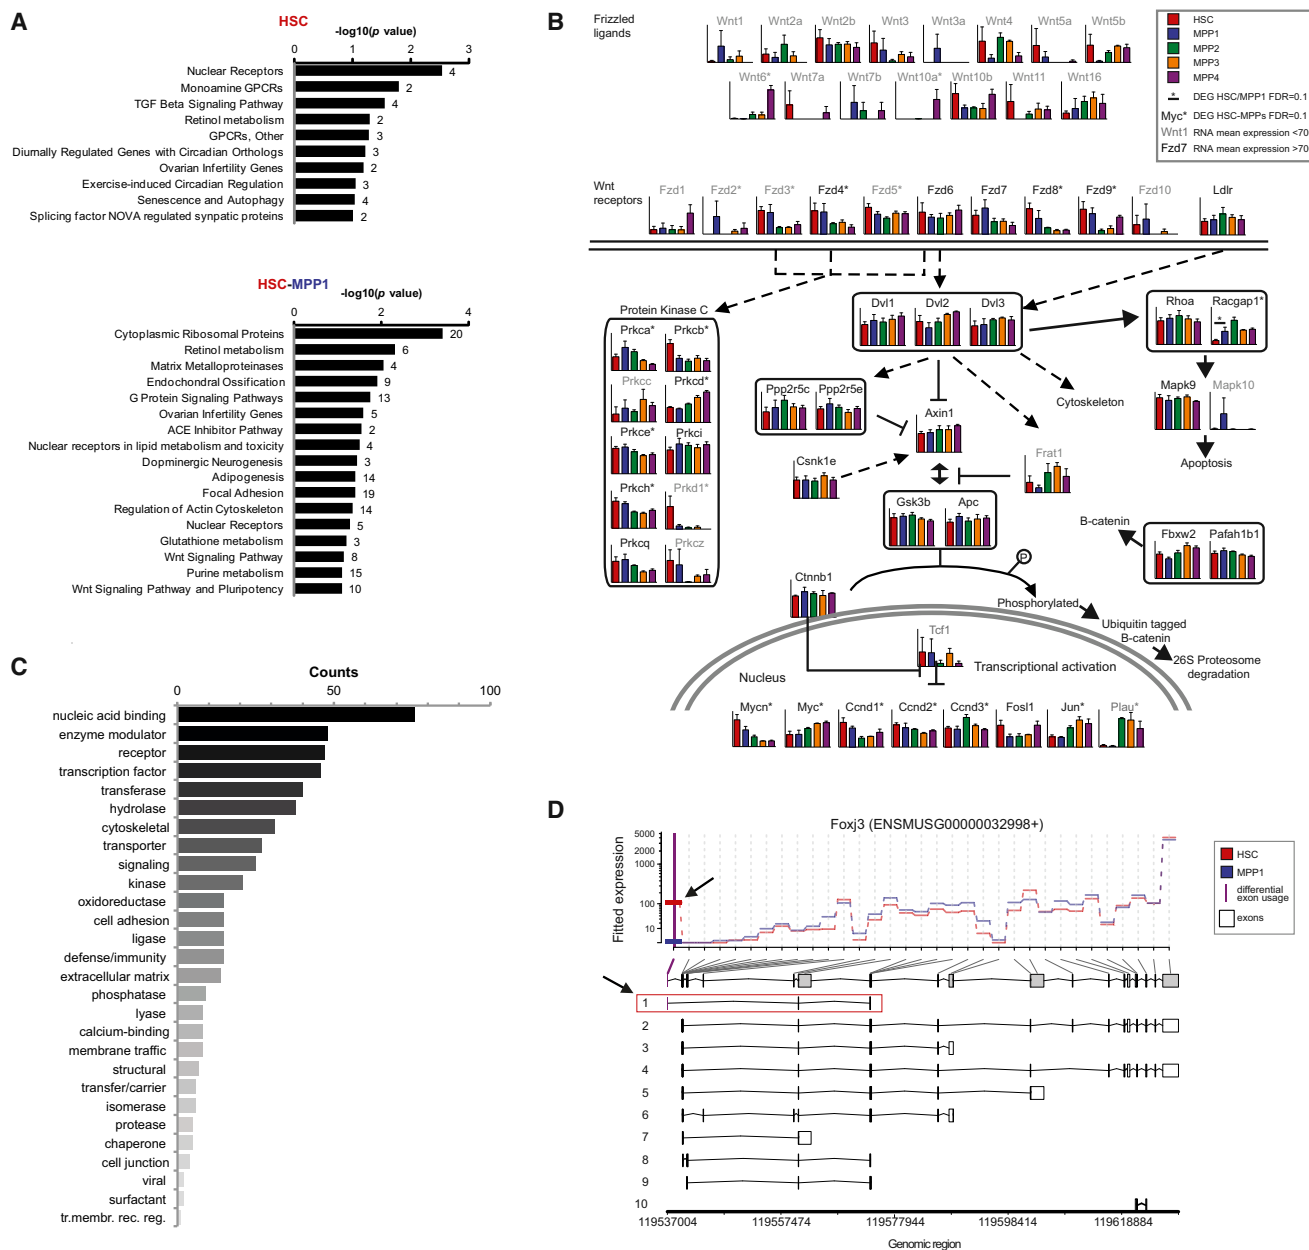 A
HSC
-log10(p value)
0 1 2 3
Nuclear Receptors 4
Monoamine GPCRs 2
TGF Beta Signaling Pathway 4
Retinol metabolism 2
GPCRs, Other 3
Diurnally Regulated Genes with Circadian Orthologs 3
Ovarian Infertility Genes 2
Exercise-induced Circadian Regulation 3
Senescence and Autophagy 4
Splicing factor NOVA regulated synpatic proteins 2
HSC-MPP1
-log10(p value)
0 2 4
Cytoplasmic Ribosomal Proteins 20
Retinol metabolism 6
Matrix Metalloproteinases 4
Endochondral Ossification 9
G Protein Signaling Pathways 13
Ovarian Infertility Genes 5
ACE Inhibitor Pathway 2
Nuclear receptors in lipid metabolism and toxicity 4
Dopminergic Neurogenesis 3
Adipogenesis 14
Focal Adhesion 19
Regulation of Actin Cytoskeleton 14
Nuclear Receptors 5
Glutathione metabolism 3
Wnt Signaling Pathway 8
Purine metabolism 15
Wnt Signaling Pathway and Pluripotency 10
B
Frizzled
ligands
Wnt1 Wnt2a Wnt2b Wnt3 Wnt3a Wnt4 Wnt5a Wnt5b
Wnt6* Wnt7a Wnt7b Wnt10a* Wnt10b Wnt11 Wnt16
HSC
MPP1
MPP2
MPP3
MPP4
* DEG HSC/MPP1 FDR=0.1
Myc* DEG HSC-MPPs FDR=0.1
Wnt1 RNA mean expression <70
Fzd7 RNA mean expression >70
Wnt
receptors
Fzd1 Fzd2* Fzd3* Fzd4* Fzd5* Fzd6 Fzd7 Fzd8* Fzd9* Fzd10 Ldlr
Protein Kinase C
Prkca* Prkcb*
Prkcc Prkcd*
Prkce* Prkci
Prkch* Prkd1*
Prkcq Prkcz
Dvl1 Dvl2 Dvl3
Rhoa Racgap1*
*
Ppp2r5c Ppp2r5e
Axin1
Cytoskeleton
Mapk9 Mapk10
Apoptosis
Csnk1e
Frat1
Gsk3b Apc
B-catenin
Fbxw2 Pafah1b1
P
Ctnnb1
Phosphorylated
Ubiquitin tagged
B-catenin
26S Proteosome
degradation
Tcf1
Nucleus
Transcriptional activation
Mycn* Myc* Ccnd1* Ccnd2* Ccnd3* Fosl1 Jun* Plau*
C
Counts
0 50 100
nucleic acid binding
enzyme modulator
receptor
transcription factor
transferase
hydrolase
cytoskeletal
transporter
signaling
kinase
oxidoreductase
cell adhesion
ligase
defense/immunity
extracellular matrix
phosphatase
lyase
calcium-binding
membrane traffic
structural
transfer/carrier
isomerase
protease
chaperone
cell junction
viral
surfactant
tr.membr. rec. reg.
D
Foxj3 (ENSMUSG00000032998+)
Fitted expression
5000
2000
1000
100
10
HSC
MPP1
differential
exon usage
exons
1
2
3
4
5
6
7
8
9
10
119537004 119557474 119577944 119598414 119618884
Genomic region